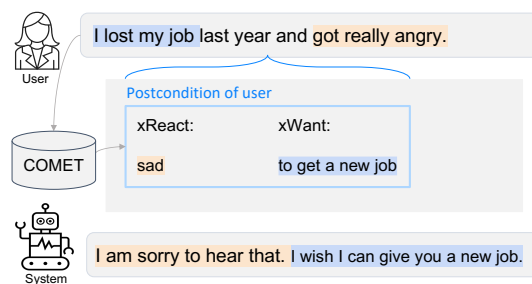 I lost my job last year and got really angry.
User
Postcondition of user
xReact: xWant:
COMET
sad to get a new job
I am sorry to hear that. I wish I can give you a new job.
System